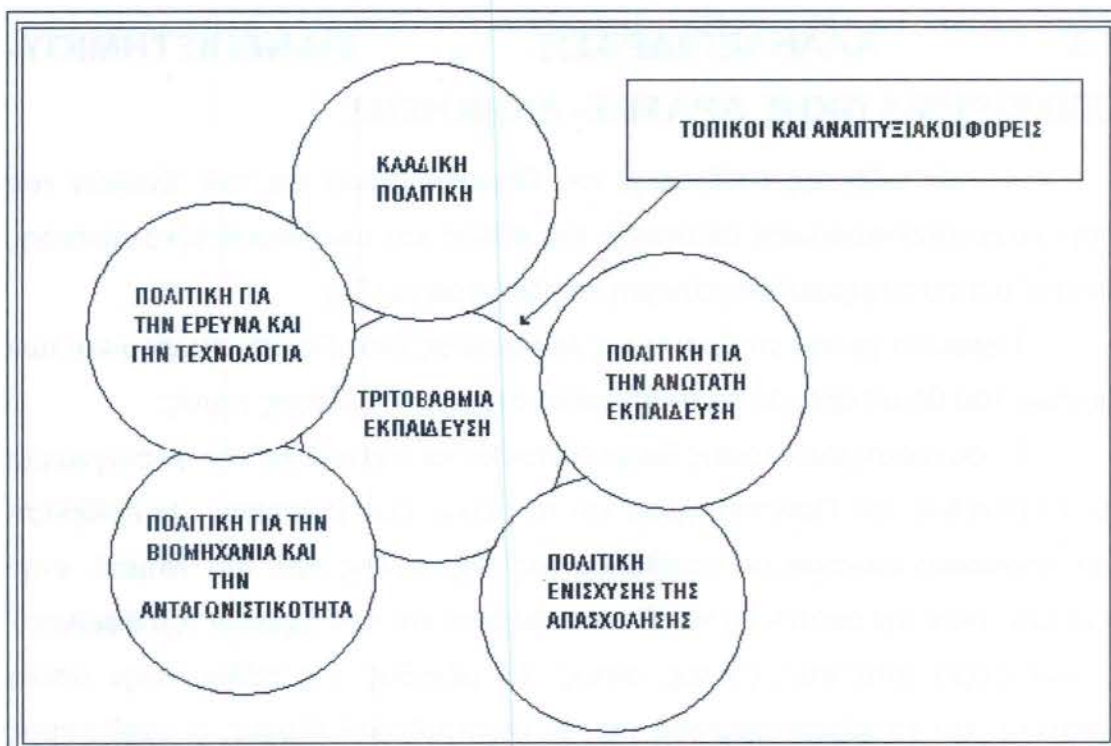 ΚΛΑΔΙΚΗ
ΠΟΛΙΤΙΚΗ
ΤΟΠΙΚΟΙ ΚΑΙ ΑΝΑΠΤΥΞΙΑΚΟΙ ΦΟΡΕΙΣ
ΠΟΛΙΤΙΚΗ ΓΙΑ
ΤΗΝ ΕΡΕΥΝΑ ΚΑΙ
ΤΗΝ ΤΕΧΝΟΛΟΓΙΑ
ΤΡΙΤΟΒΑΘΜΙΑ
ΕΚΠΑΙΔΕΥΣΗ
ΠΟΛΙΤΙΚΗ ΓΙΑ
ΤΗΝ ΑΝΩΤΑΤΗ
ΕΚΠΑΙΔΕΥΣΗ
ΠΟΛΙΤΙΚΗ ΓΙΑ ΤΗΝ
ΒΙΟΜΗΧΑΝΙΑ ΚΑΙ
ΤΗΝ
ΑΝΤΑΓΩΝΙΣΤΙΚΟΤΗΤΑ
ΠΟΛΙΤΙΚΗ
ΕΝΙΣΧΥΣΗΣ ΤΗΣ
ΑΠΑΣΧΟΛΗΣΗΣ